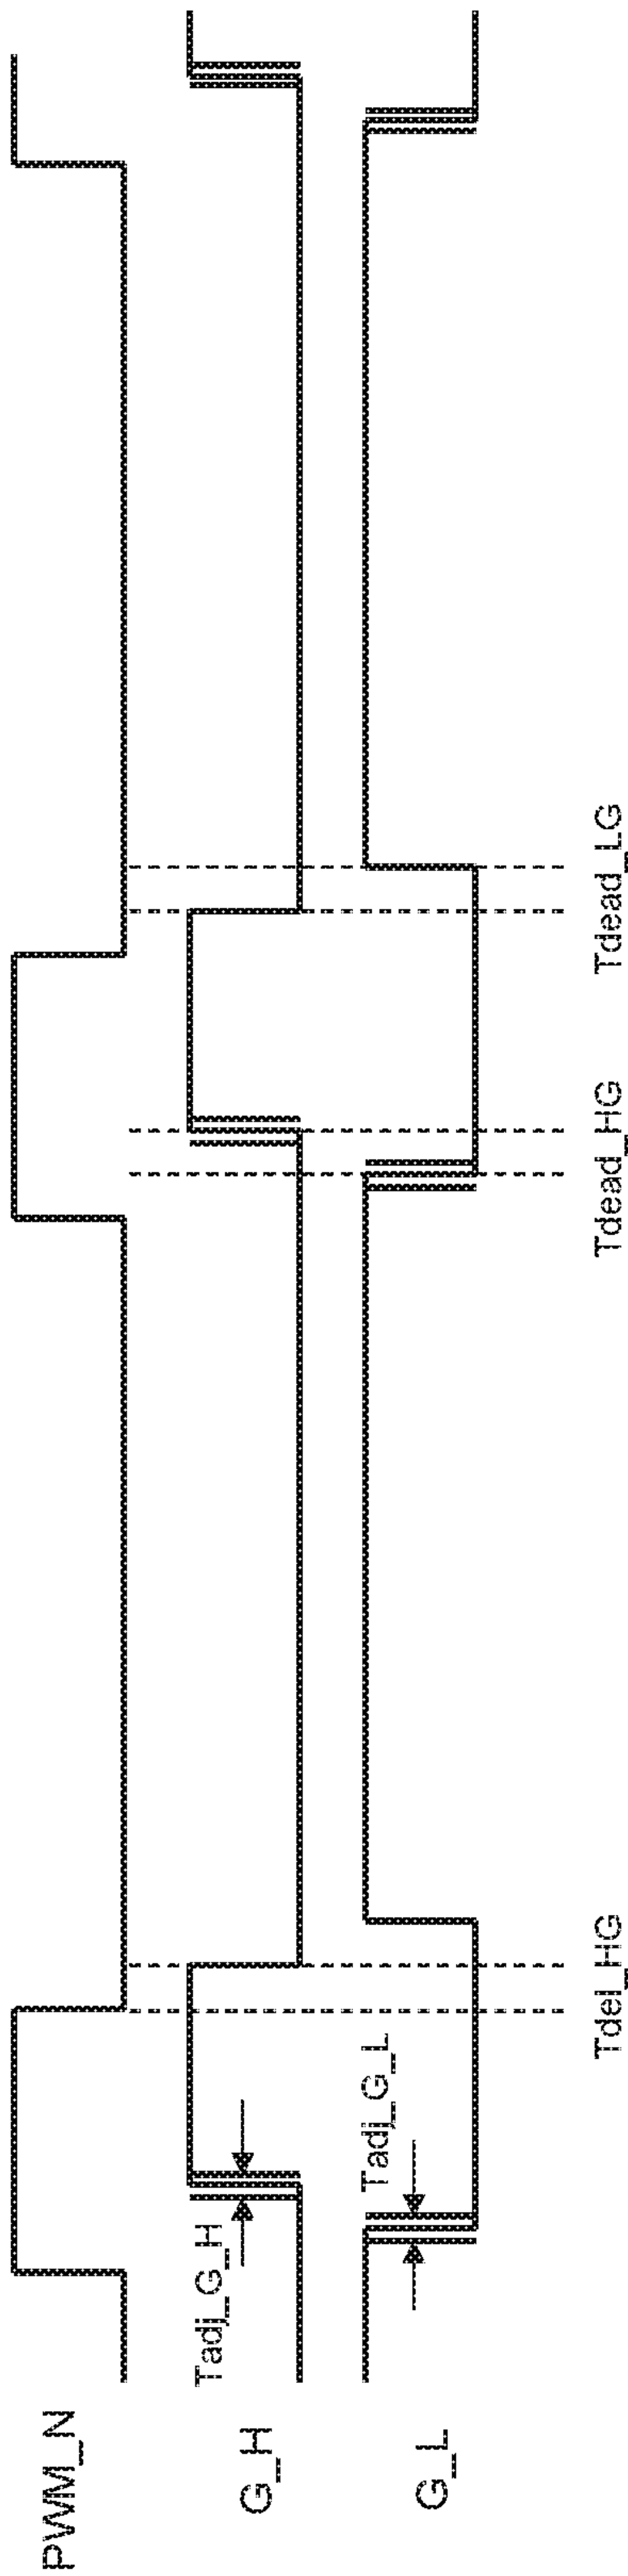 PWM_N
G_H
G_L
Tadj_G_H
Tadj_G_L
Tdel_HG
Tdead_HG
Tdead_LG